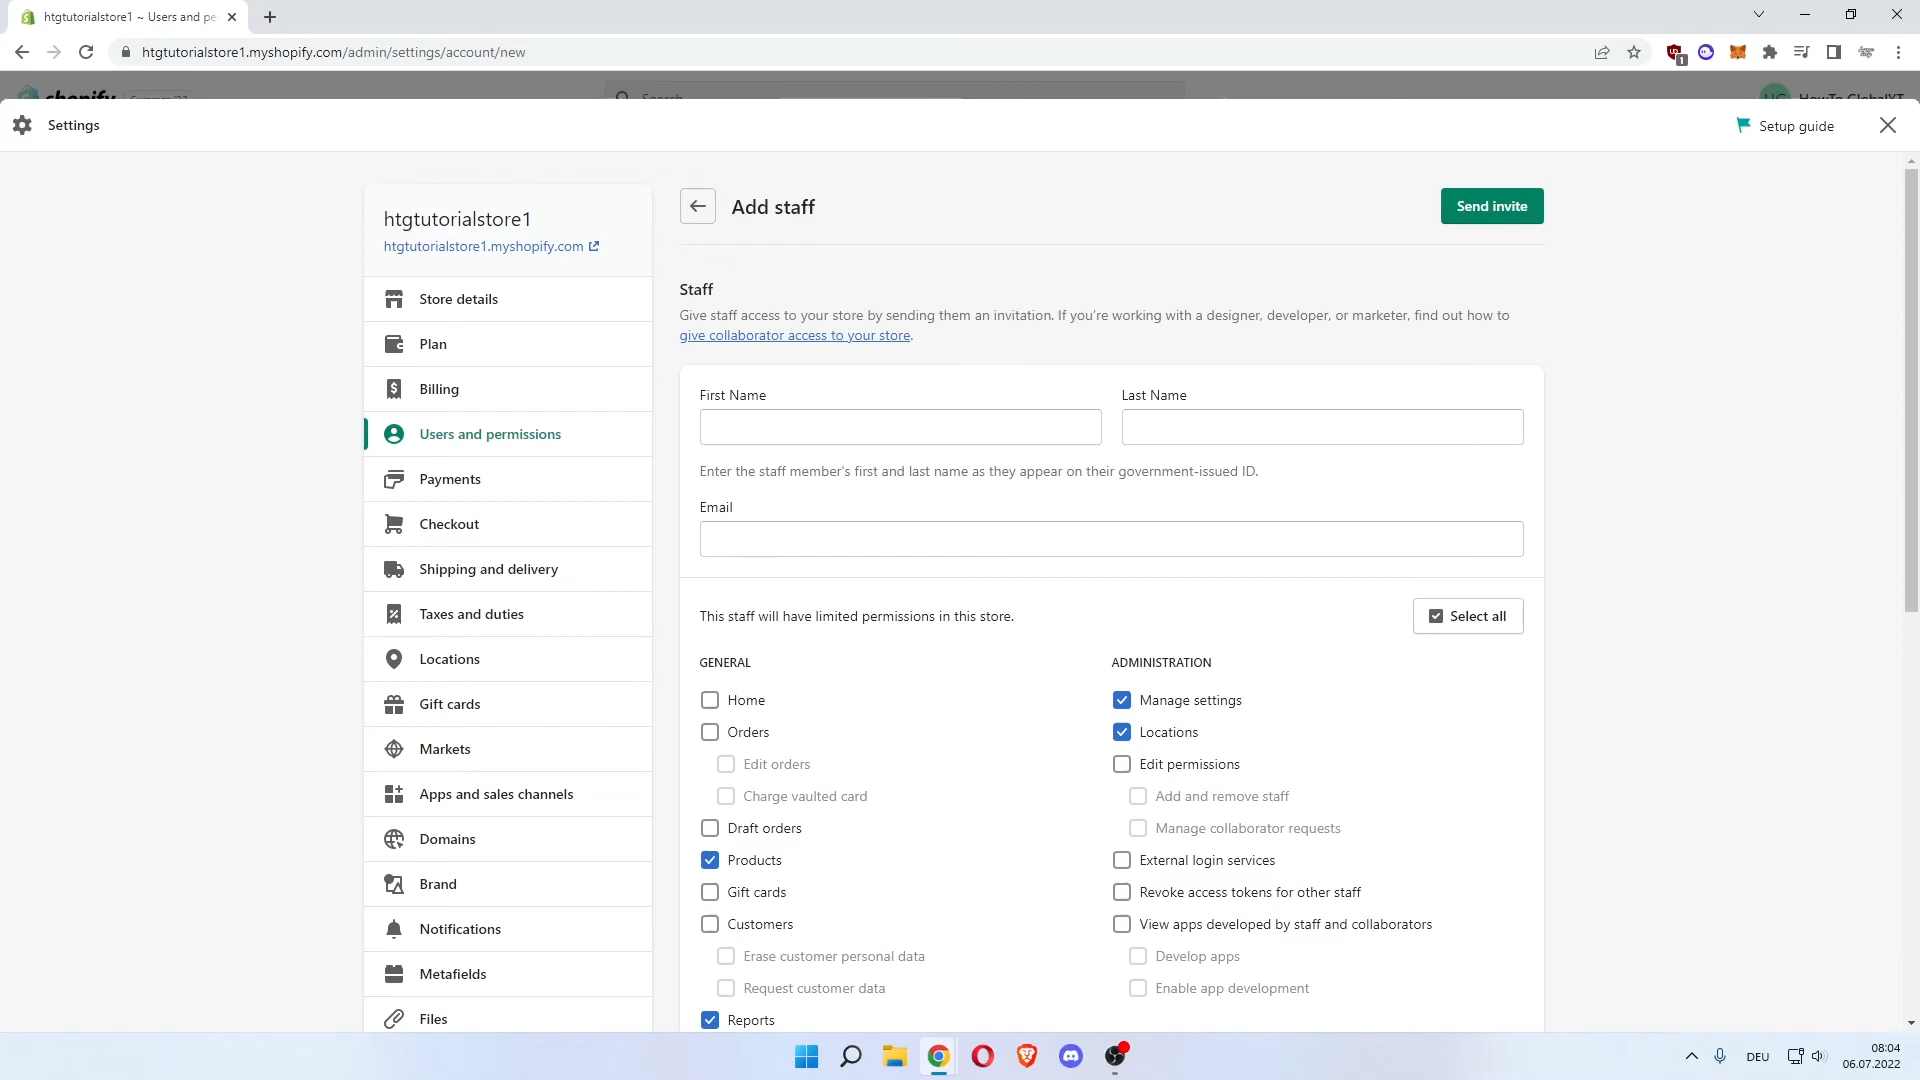 htgtutorialstore1 ~ Users and pe
htgtutorialstore1.myshopify.com/admin/settings/account/new
1
shopify
Search
HowTo GlobalYT
Settings
Setup guide
htgtutorialstore1
htgtutorialstore1.myshopify.com
Store details
Plan
Billing
Users and permissions
Payments
Checkout
Shipping and delivery
Taxes and duties
Locations
Gift cards
Markets
Apps and sales channels
Domains
Brand
Notifications
Metafields
Files
Add staff
Send invite
Staff
Give staff access to your store by sending them an invitation. If you're working with a designer, developer, or marketer, find out how to
give collaborator access to your store.
First Name
Last Name
Enter the staff member's first and last name as they appear on their government-issued ID.
Email
This staff will have limited permissions in this store.
Select all
GENERAL
Home
Orders
Edit orders
Charge vaulted card
Draft orders
Products
Gift cards
Customers
Erase customer personal data
Request customer data
Reports
ADMINISTRATION
Manage settings
Locations
Edit permissions
Add and remove staff
Manage collaborator requests
External login services
Revoke access tokens for other staff
View apps developed by staff and collaborators
Develop apps
Enable app development
DEU
08:04
06.07.2022